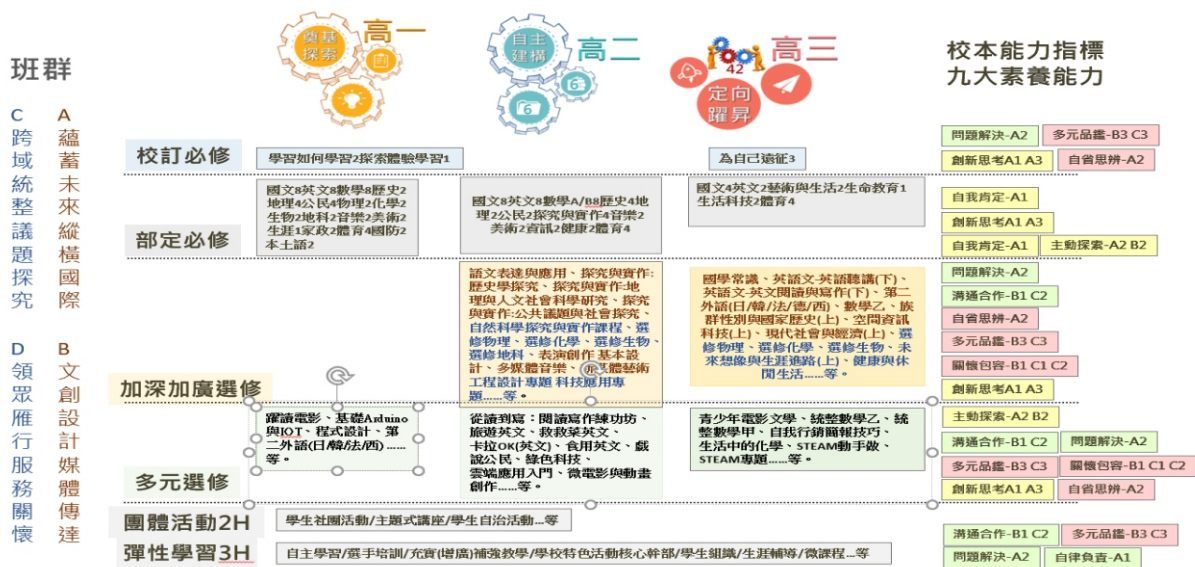 奠基
探索
高一
自主
建構
高二
6
6
42
定向
躍昇
高三
校本能力指標
九大素養能力
班群
A蘊蓄未來縱橫國際
C跨域統整議題探究
B文創設計媒體傳達
D領眾雁行服務關懷
校訂必修
學習如何學習2探索體驗學習1
為自己遠征3
問題解決-A2
多元品鑑-B3 C3
創新思考A1 A3
自省思辨-A2
部定必修
國文8英文8數學8歷史2
地理4公民4物理2化學2
生物2地科2音樂2美術2
生涯1家政2體育4國防2
本土語2
國文8英文8數學A/B8歷史4地
理2公民2探究與實作4音樂2
美術2資訊2健康2體育4
國文4英文2藝術與生活2生命教育1
生活科技2體育4
自我肯定-A1
創新思考A1 A3
自我肯定-A1
主動探索-A2 B2
加深加廣選修
語文表達與應用、探究與實作:
歷史學探究、探究與實作:地
理與人文社會科學研究、探究
與實作:公共議題與社會探究、
自然科學探究與實作課程、選
修物理、選修化學、選修生物、
選修地科、表演創作 基本設
計、多媒體音樂、新媒體藝術
工程設計專題 科技應用專
題……等。
國學常識、英語文-英語聽講(下)、
英語文-英文閱讀與寫作(下)、第二
外語(日/韓/法/德/西)、數學乙、族
群性別與國家歷史(上)、空間資訊
科技(上)、現代社會與經濟(上)、選
修物理、選修化學、選修生物、未
來想像與生涯進路(上)、健康與休
閒生活……等。
問題解決-A2
溝通合作-B1 C2
自省思辨-A2
多元品鑑-B3 C3
關懷包容-B1 C1 C2
創新思考A1 A3
多元選修
躍讀電影、基礎Arduino
與IOT、程式設計、第
二外語(日/韓/法/西) ……
等。
從讀到寫：閱讀寫作練功坊、
旅遊英文、救救菜英文、
卡拉OK(英文)、食用英文、戲
說公民、綠色科技、
雲端應用入門、微電影與動畫
創作……等。
青少年電影文學、統整數學乙、統
整數學甲、自我行銷簡報技巧、
生活中的化學、STEAM動手做、
STEAM專題……等。
主動探索-A2 B2
溝通合作-B1 C2
問題解決-A2
多元品鑑-B3 C3
關懷包容-B1 C1 C2
創新思考A1 A3
自省思辨-A2
團體活動2H
學生社團活動/主題式講座/學生自治活動…等
彈性學習3H
自主學習/選手培訓/充實(增廣)補強教學/學校特色活動核心幹部/學生組織/生涯輔導/微課程…等
溝通合作-B1 C2
多元品鑑-B3 C3
問題解決-A2
自律負責-A1